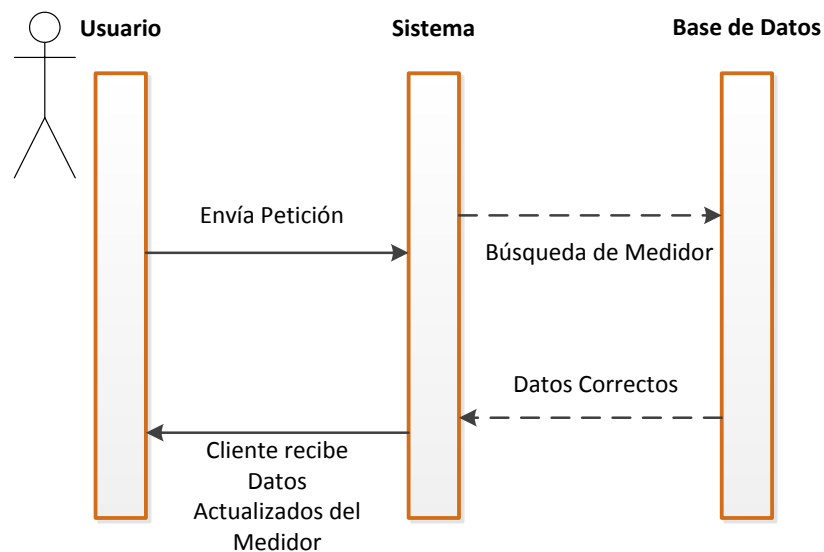 Usuario
Sistema
Base de Datos
Envía Petición
Búsqueda de Medidor
Datos Correctos
Cliente recibe
Datos
Actualizados del
Medidor